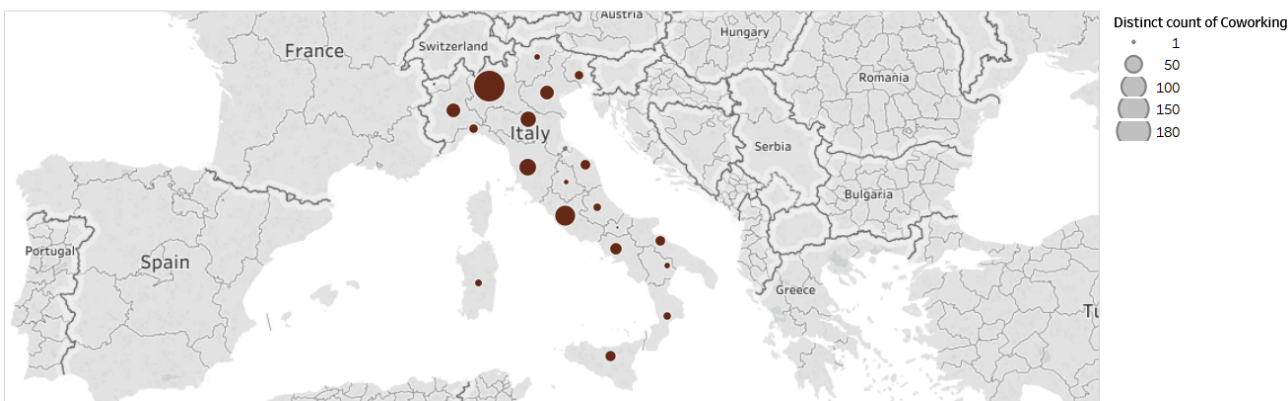 Austria
Hungary
Switzerland
France
Romania
Italy
Serbia
Bulgaria
Portugal
Spain
Greece
Distinct count of Coworking
1
50
100
150
180